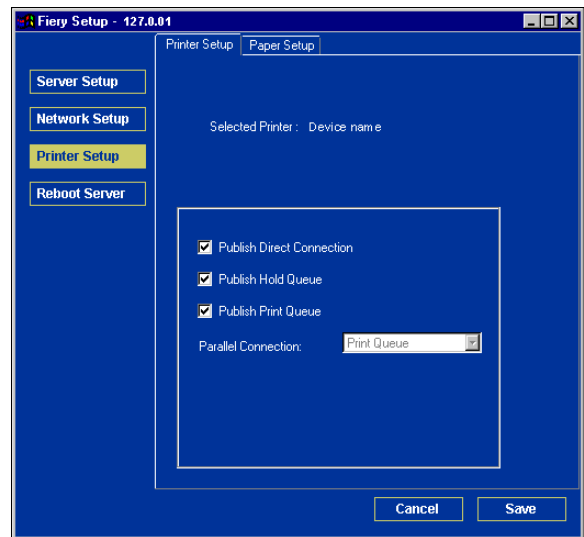 Fiery Setup - 127.0.01
Printer Setup
Paper Setup
Server Setup
Network Setup
Printer Setup
Reboot Server
Selected Printer : Device name
Publish Direct Connection
Publish Hold Queue
Publish Print Queue
Parallel Connection:
Print Queue
Cancel
Save